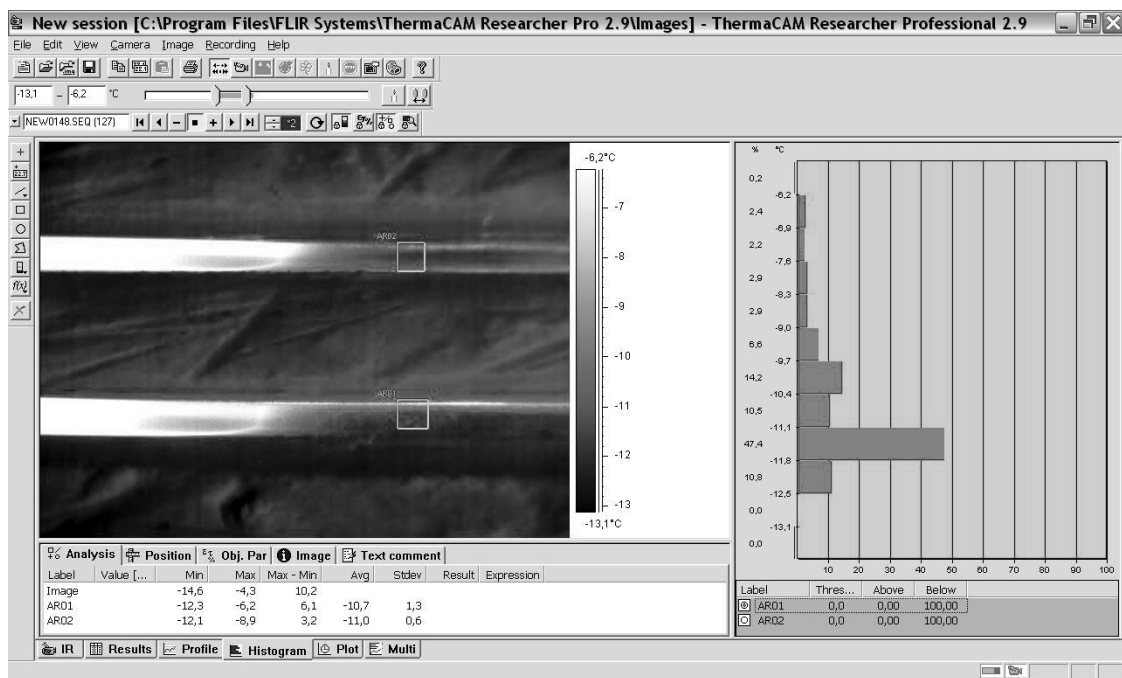 New session [C:\Program Files\FLIR Systems\ThermaCAM Researcher Pro 2.9\Images] - ThermaCAM Researcher Professional 2.9
File Edit View Camera Image Recording Help
-13,1 - -6,2 °C
NEW0148.SEQ (127) ×2
-6,2°C
-7
-8
-9
-10
-11
-12
-13
-13,1°C
AR02
AR01
% °C
0,2
-6,2
2,4
-6,9
2,2
-7,6
2,9
-8,3
2,9
-9,0
6,6
-9,7
14,2
-10,4
10,5
-11,1
47,4
-11,8
10,8
-12,5
0,0
-13,1
0,0
10 20 30 40 50 60 70 80 90 100
Analysis Position Obj. Par Image Text comment
Label Value [... Min Max Max - Min Avg Stdev Result Expression
Image -14,6 -4,3 10,2
AR01 -12,3 -6,2 6,1 -10,7 1,3
AR02 -12,1 -8,9 3,2 -11,0 0,6
Label Thres... Above Below
AR01 0,0 0,00 100,00
AR02 0,0 0,00 100,00
IR Results Profile Histogram Plot Multi